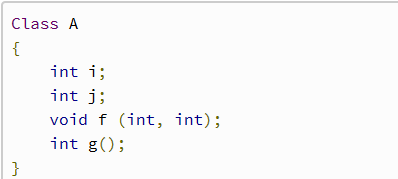 Class A
{
    int i;
    int j;
    void f (int, int);
    int g();
}